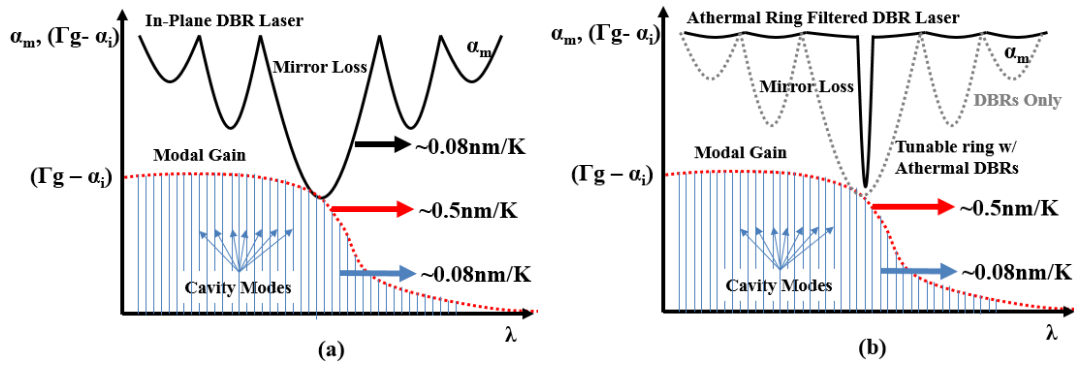 In-Plane DBR Laser
αm, (Γg- αi)
αm
Mirror Loss
~0.08nm/K
Modal Gain
(Γg – αi)
~0.5nm/K
~0.08nm/K
Cavity Modes
λ
(a)
Athermal Ring Filtered DBR Laser
αm, (Γg- αi)
αm
Mirror Loss
DBRs Only
Tunable ring w/
Athermal DBRs
Modal Gain
(Γg – αi)
~0.5nm/K
~0.08nm/K
Cavity Modes
λ
(b)